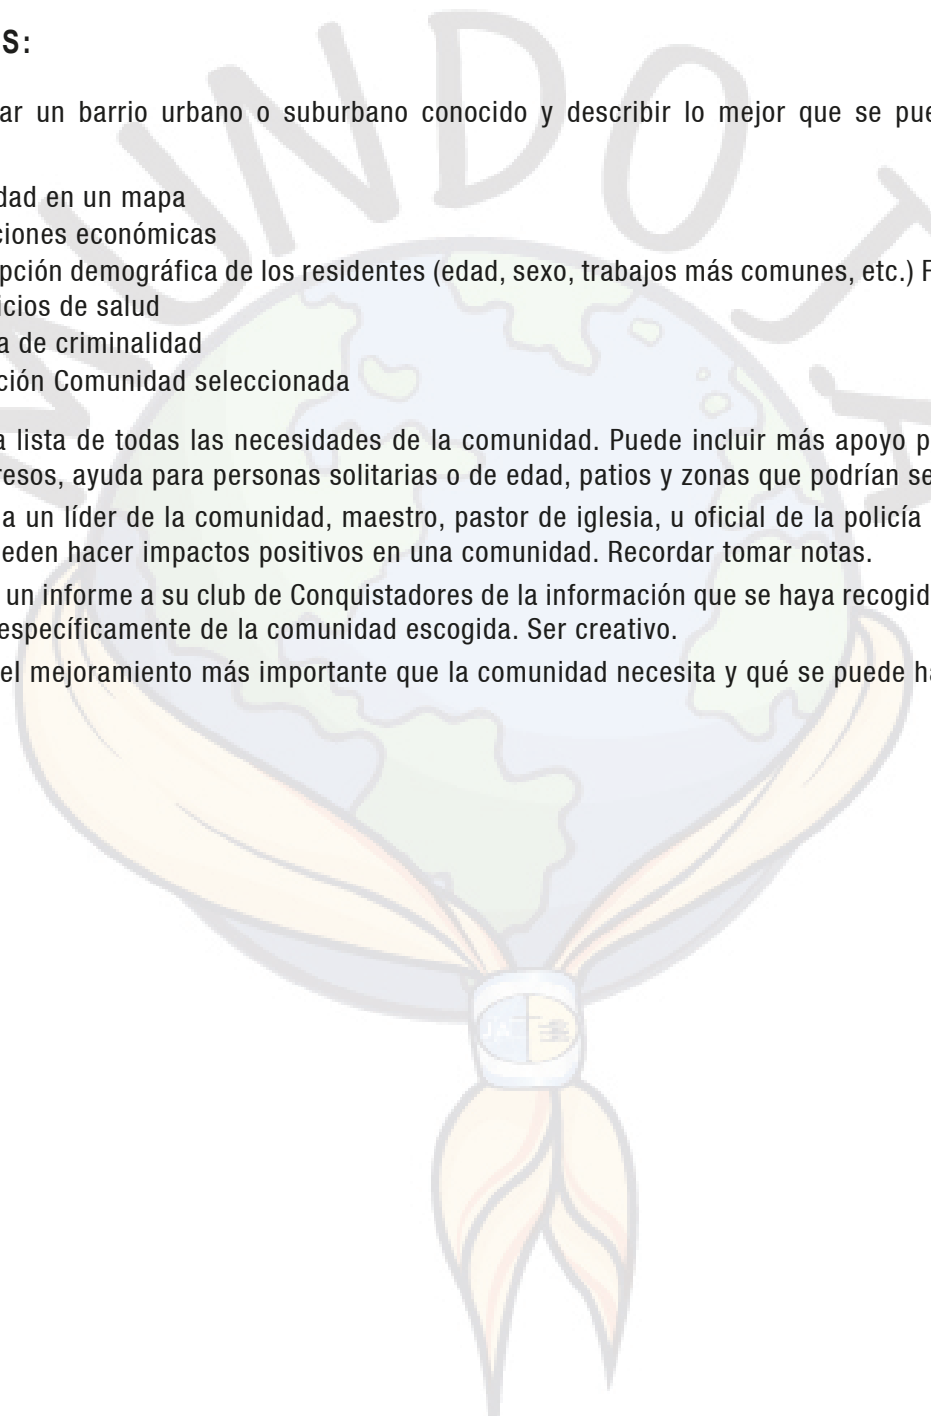 S:
ar un barrio urbano o suburbano conocido y describir lo mejor que se pue
dad en un mapa
ciones económicas
pción demográfica de los residentes (edad, sexo, trabajos más comunes, etc.) F
icios de salud
a de criminalidad
ción Comunidad seleccionada
a lista de todas las necesidades de la comunidad. Puede incluir más apoyo p
resos, ayuda para personas solitarias o de edad, patios y zonas que podrían se
a un líder de la comunidad, maestro, pastor de iglesia, u oficial de la policía
eden hacer impactos positivos en una comunidad. Recordar tomar notas.
un informe a su club de Conquistadores de la información que se haya recogid
específicamente de la comunidad escogida. Ser creativo.
el mejoramiento más importante que la comunidad necesita y qué se puede ha
MUNDO JA
JA